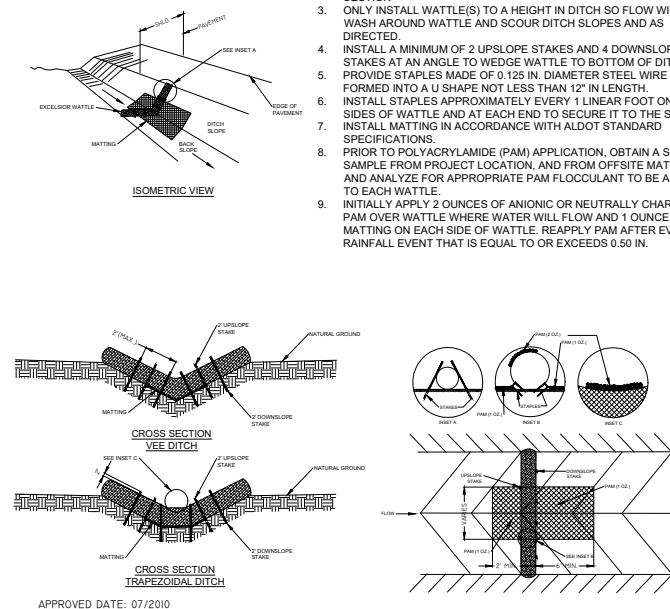 SHLD.
PAVEMENT
SEE INSET A
EXCELSIOR WATTLE
EDGE OF
PAVEMENT
DITCH
SLOPE
MATTING
BACK
SLOPE
ISOMETRIC VIEW
3. ONLY INSTALL WATTLE(S) TO A HEIGHT IN DITCH SO FLOW
WASH AROUND WATTLE AND SCOUR DITCH SLOPES AND AS
DIRECTED.
4. INSTALL A MINIMUM OF 2 UPSLOPE STAKES AND 4
STAKES AT AN ANGLE TO WEDGE WATTLE TO BOTTOM OF
5. PROVIDE STAPLES MADE OF 0.125 IN. DIAMETER STEEL WIRE
FORMED INTO A U SHAPE NOT LESS THAN 12" IN LENGTH.
6. INSTALL STAPLES APPROXIMATELY EVERY 1 LINEAR FOOT ON
SIDES OF WATTLE AND AT EACH END TO SECURE IT TO THE
7. INSTALL MATTING IN ACCORDANCE WITH ALDOT STANDARD
SPECIFICATIONS.
8. PRIOR TO POLYACRYLAMIDE (PAM) APPLICATION, OBTAIN A
SAMPLE FROM PROJECT LOCATION, AND FROM OFFSITE
AND ANALYZE FOR APPROPRIATE PAM FLOCCULANT TO BE
TO EACH WATTLE.
9. INITIALLY APPLY 2 OUNCES OF ANIONIC OR NEUTRALLY
PAM OVER WATTLE WHERE WATER WILL FLOW AND 1 OUNCE
MATTING ON EACH SIDE OF WATTLE. REAPPLY PAM AFTER
RAINFALL EVENT THAT IS EQUAL TO OR EXCEEDS 0.50 IN.
2'(MAX.)
2' UPSLOPE
STAKE
NATURAL GROUND
MATTING
2' DOWNSLOPE
STAKE
CROSS SECTION
VEE DITCH
SEE INSET C
2' UPSLOPE
STAKE
NATURAL GROUND
2'
MATTING
2' DOWNSLOPE
STAKE
CROSS SECTION
TRAPEZOIDAL DITCH
PAM (2 OZ.)
PAM (1 OZ.)
STAKES
PAM (1 OZ.)
STAPLES
INSET A
INSET B
INSET C
UPSLOPE
STAKE
DOWNSLOPE
STAKE
PAM (1 OZ.)
FLOW
VARIES
PAM (1 OZ.)
SEE INSET B
2' MIN.
6' MIN.
APPROVED DATE: 07/2010